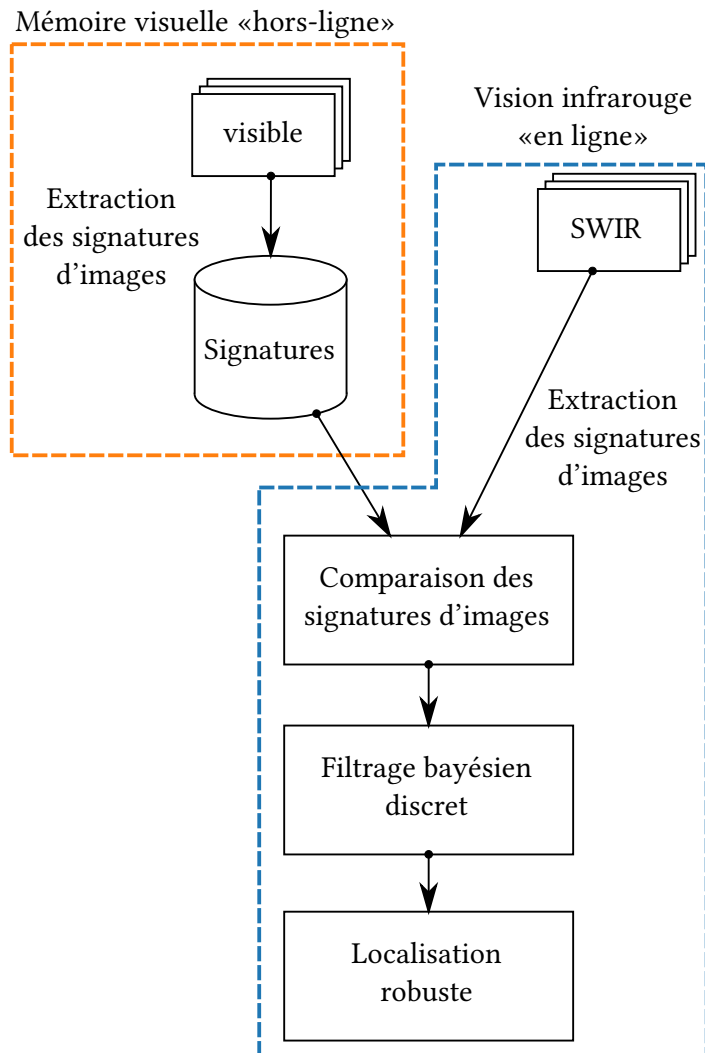 Mémoire visuelle «hors-ligne»
visible
Extraction
des signatures
d'images
Signatures
Vision infrarouge
«en ligne»
SWIR
Extraction
des signatures
d'images
Comparaison des
signatures d'images
Filtrage bayésien
discret
Localisation
robuste